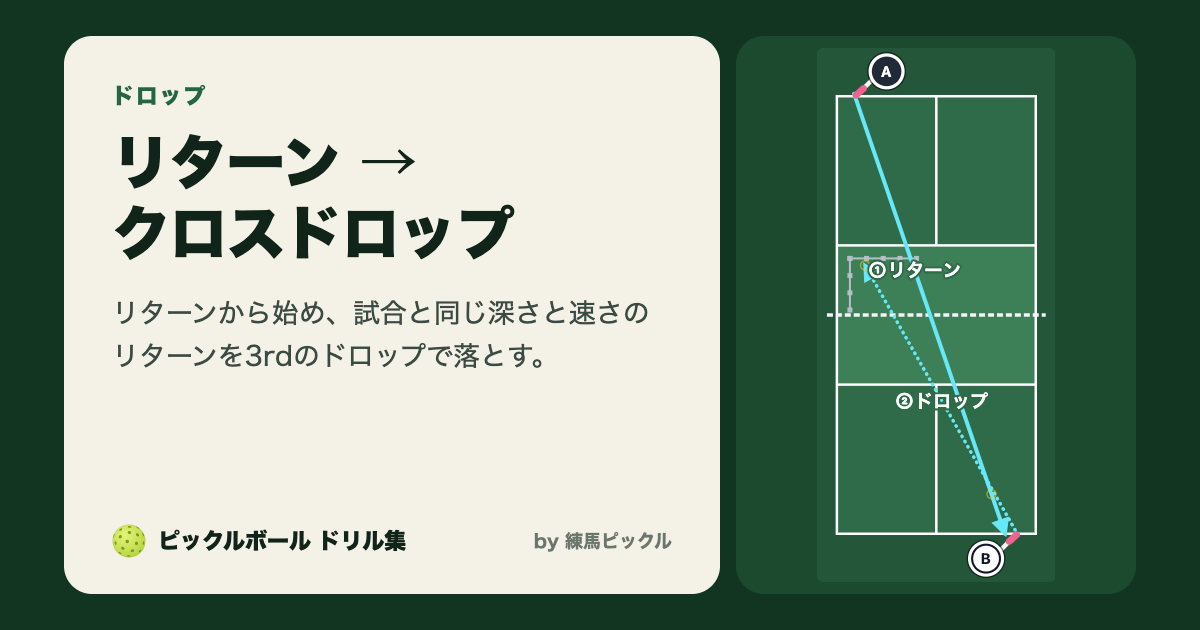 ドロップ
リターン →
クロスドロップ
リターンから始め、試合と同じ深さと速さの
リターンを3rdのドロップで落とす。
ピックルボール ドリル集
by 練馬ピックル
A
①リターン
②ドロップ
B